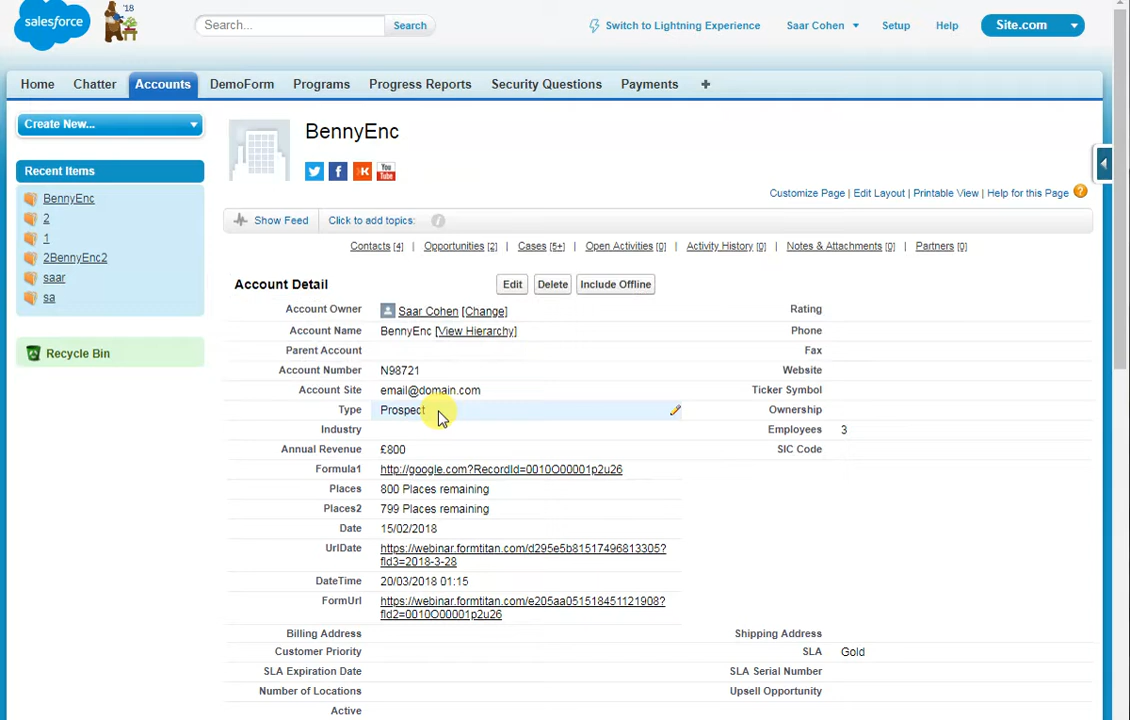 salesforce
'18
Search...
Search
Switch to Lightning Experience
Saar Cohen
Setup
Help
Site.com
Home
Chatter
Accounts
DemoForm
Programs
Progress Reports
Security Questions
Payments
+
Create New...
Recent Items
BennyEnc
2
1
2BennyEnc2
saar
sa
Recycle Bin
BennyEnc
You
Tube
Customize Page | Edit Layout | Printable View | Help for this Page ?
Show Feed
Click to add topics: i
Contacts [4] | Opportunities [2] | Cases [5+] | Open Activities [0] | Activity History [0] | Notes & Attachments [0] | Partners [0]
Account Detail
Edit
Delete
Include Offline
Account Owner Saar Cohen [Change]
Rating
Account Name BennyEnc [View Hierarchy]
Phone
Parent Account
Fax
Account Number N98721
Website
Account Site email@domain.com
Ticker Symbol
Type Prospect
Ownership
Industry
Employees 3
Annual Revenue £800
SIC Code
Formula1 http://google.com?RecordId=0010O00001p2u26
Places 800 Places remaining
Places2 799 Places remaining
Date 15/02/2018
UrlDate https://webinar.formtitan.com/d295e5b81517496813305?
fld3=2018-3-28
DateTime 20/03/2018 01:15
FormUrl https://webinar.formtitan.com/e205aa051518451121908?
fld2=0010O00001p2u26
Billing Address
Shipping Address
Customer Priority
SLA Gold
SLA Expiration Date
SLA Serial Number
Number of Locations
Upsell Opportunity
Active